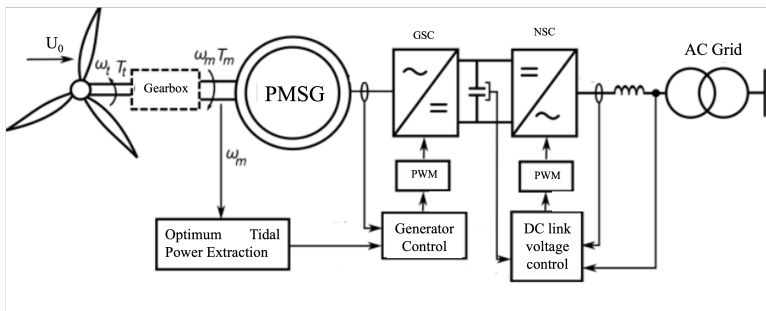 GSC
NSC
U₀
AC Grid
ωₜ Tₜ
ωₘ Tₘ
Gearbox
PMSG
ωₘ
PWM
PWM
Optimum Tidal
Power Extraction
Generator
Control
DC link
voltage
control